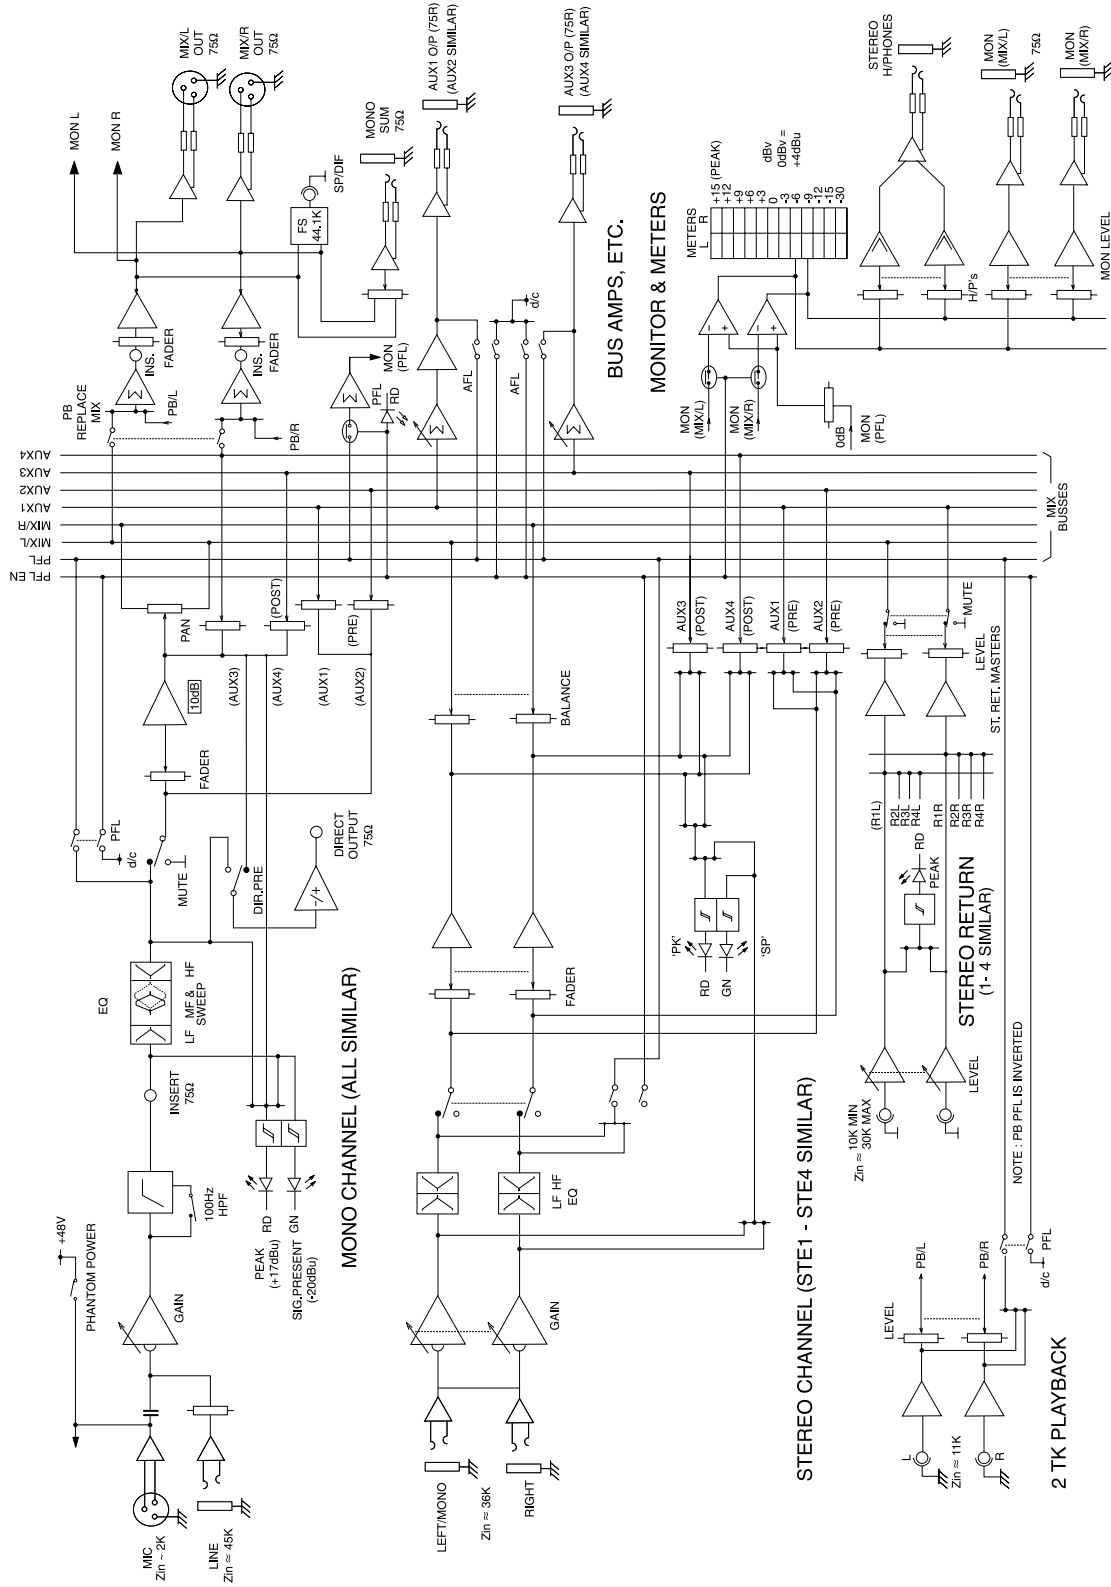 MIC
Zin ~ 2K
LINE
Zin ≈ 45K
+48V
PHANTOM POWER
GAIN
100Hz
HPF
INSERT
75Ω
EQ
LF MF & HF
SWEEP
PEAK
(+17dBu)
RD
SIG.PRESENT
(-20dBu)
GN
MUTE
d/c
PFL
DIR.PRE
DIRECT
OUTPUT
75Ω
-/+
FADER
10dB
PAN
(AUX3)
(AUX4)
(POST)
(AUX1)
(AUX2)
(PRE)
MONO CHANNEL (ALL SIMILAR)
PFL EN
PFL
MIX/L
MIX/R
AUX1
AUX2
AUX3
AUX4
MIX
BUSSES
PB
REPLACE
MIX
PB/L
PB/R
Σ
Σ
INS.
FADER
INS.
FADER
MON L
MON R
MIX/L
OUT
75Ω
MIX/R
OUT
75Ω
FS
44.1K
SP/DIF
MONO
SUM
75Ω
Σ
MON
(PFL)
PFL
RD
Σ
AFL
AFL
d/c
Σ
AUX1 O/P (75R)
(AUX2 SIMILAR)
AUX3 O/P (75R)
(AUX4 SIMILAR)
BUS AMPS, ETC.
MONITOR & METERS
LEFT/MONO
Zin ≈ 36K
RIGHT
GAIN
LF HF
EQ
FADER
BALANCE
'PK'
RD
GN
'SP'
AUX3
(POST)
AUX4
(POST)
AUX1
(PRE)
AUX2
(PRE)
STEREO CHANNEL (STE1 - STE4 SIMILAR)
MON
(MIX/L)
MON
(MIX/R)
0dB
MON
(PFL)
-
+
-
+
METERS
L R
+15 (PEAK)
+12
+9
+6
+3
0
-3
-6
-9
-12
-15
-30
dBv
0dBv =
+4dBu
H/P's
STEREO
H/PHONES
MON
(MIX/L)
75Ω
MON
(MIX/R)
MON LEVEL
Zin ≈ 10K MIN
30K MAX
LEVEL
PEAK
RD
(R1L)
R2L
R3L
R4L
R1R
R2R
R3R
R4R
LEVEL
ST. RET. MASTERS
MUTE
STEREO RETURN
(1- 4 SIMILAR)
NOTE : PB PFL IS INVERTED
L
Zin ≈ 11K
R
LEVEL
PB/L
PB/R
d/c
PFL
2 TK PLAYBACK